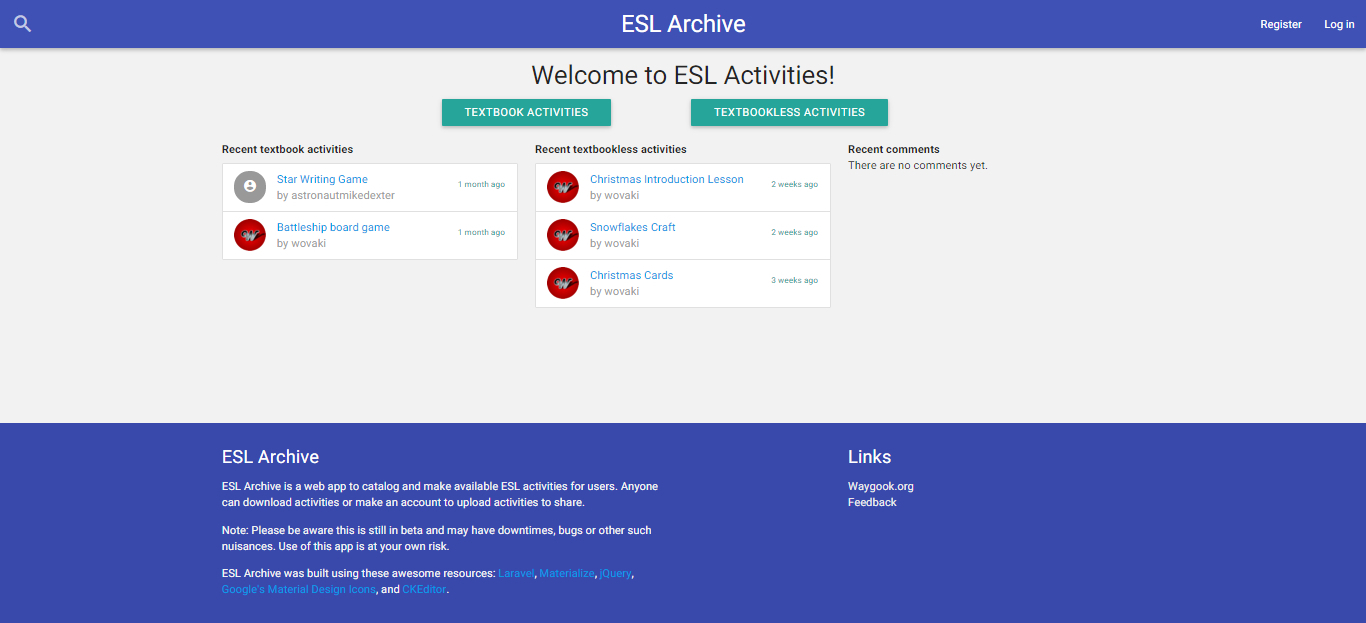 ESL Archive
Register
Log in
Welcome to ESL Activities!
TEXTBOOK ACTIVITIES
TEXTBOOKLESS ACTIVITIES
Recent textbook activities
Star Writing Game
1 month ago
by astronautmikedexter
Battleship board game
1 month ago
by wovaki
Recent textbookless activities
Christmas Introduction Lesson
2 weeks ago
by wovaki
Snowflakes Craft
2 weeks ago
by wovaki
Christmas Cards
3 weeks ago
by wovaki
Recent comments
There are no comments yet.
ESL Archive
ESL Archive is a web app to catalog and make available ESL activities for users. Anyone
can download activities or make an account to upload activities to share.
Note: Please be aware this is still in beta and may have downtimes, bugs or other such
nuisances. Use of this app is at your own risk.
ESL Archive was built using these awesome resources: Laravel, Materialize, jQuery,
Google's Material Design Icons, and CKEditor.
Links
Waygook.org
Feedback